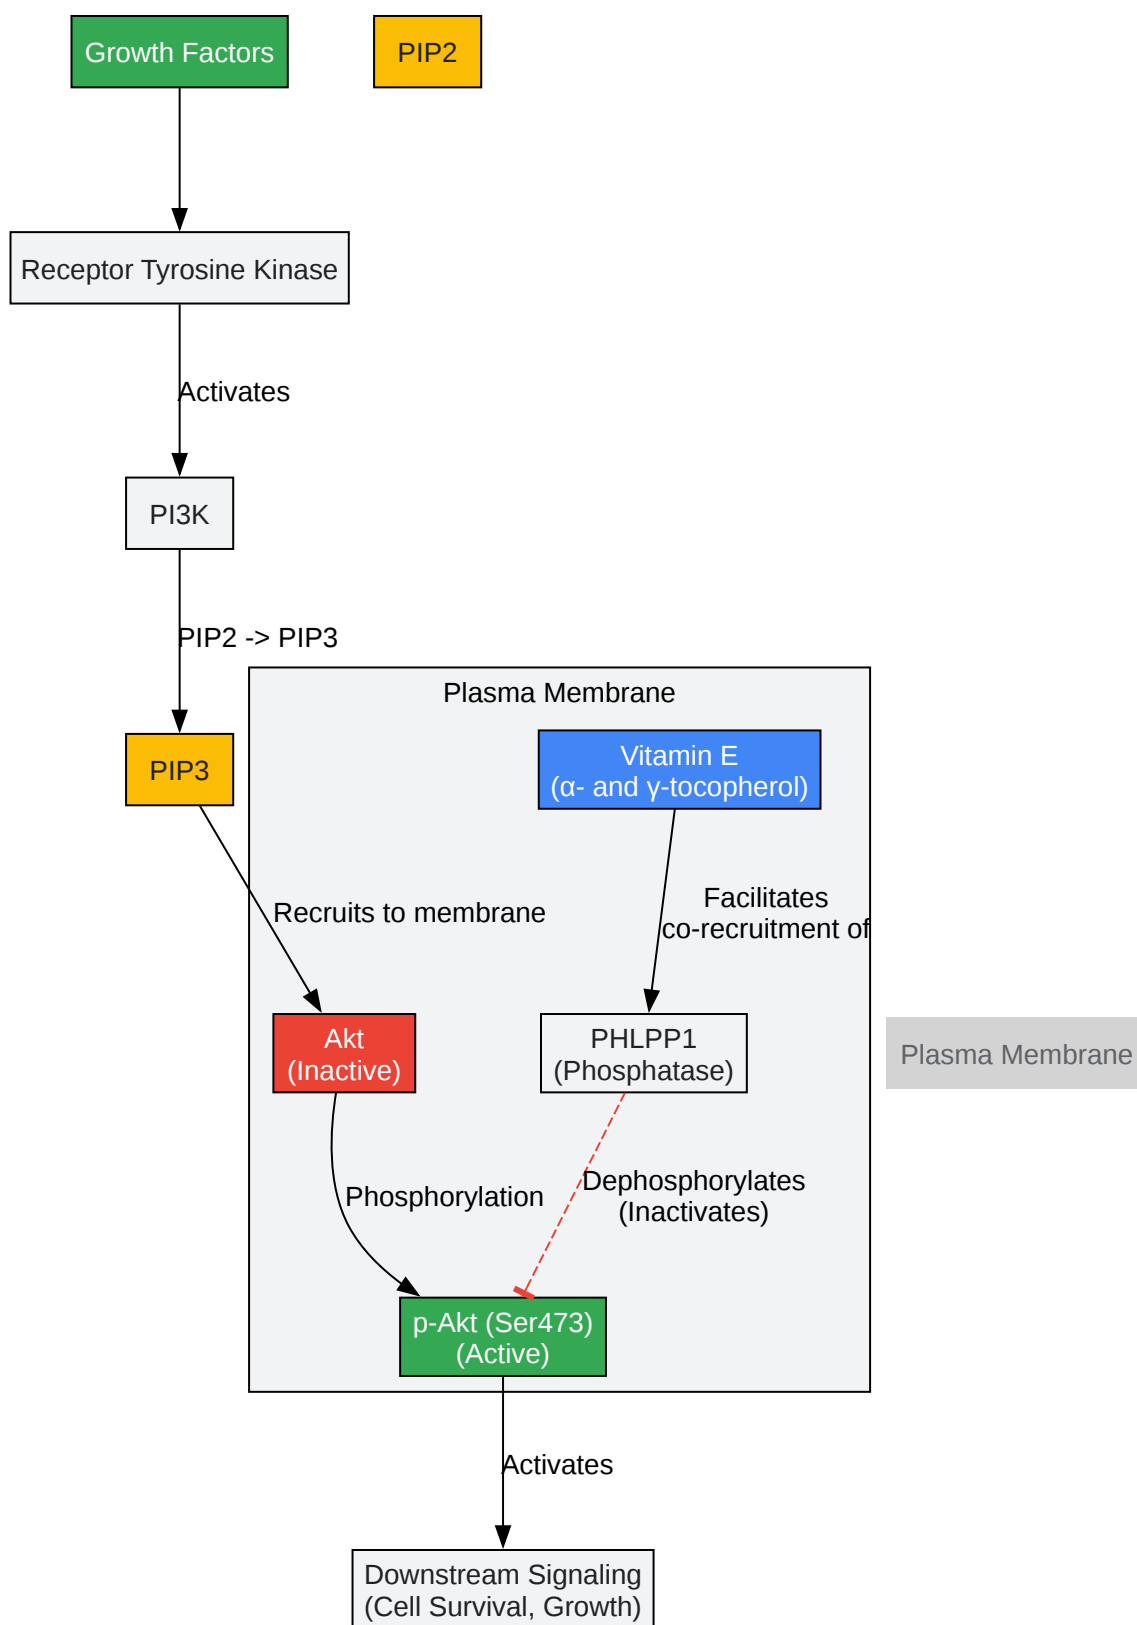 Growth Factors
PIP2
Receptor Tyrosine Kinase
Activates
PI3K
PIP2 -> PIP3
Plasma Membrane
PIP3
Vitamin E
(α- and γ-tocopherol)
Recruits to membrane
Facilitates
co-recruitment of
Akt
(Inactive)
PHLPP1
(Phosphatase)
Plasma Membrane
Phosphorylation
Dephosphorylates
(Inactivates)
p-Akt (Ser473)
(Active)
Activates
Downstream Signaling
(Cell Survival, Growth)